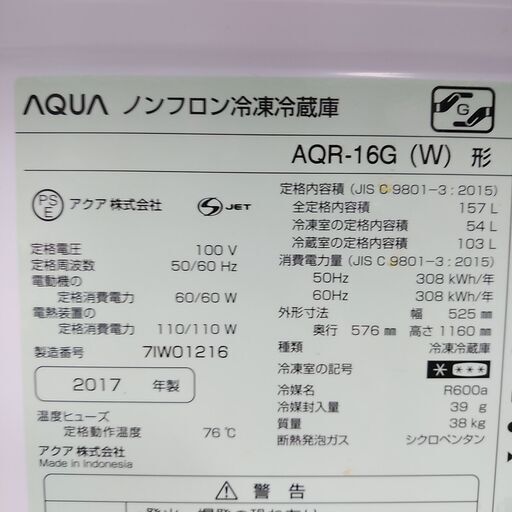 AQUA ノンフロン冷凍冷蔵庫
G
AQR-16G (W) 形
PS E アクア株式会社 S JET
定格電圧 100 V
定格周波数 50/60 Hz
電動機の
定格消費電力 60/60 W
電熱装置の
定格消費電力 110/110 W
製造番号 7IW01216
2017 年製
温度ヒューズ
定格動作温度 76℃
アクア株式会社
Made in Indonesia
定格内容積 (JIS C 9801-3 : 2015)
全定格内容積 157 L
冷凍室の定格内容積 54 L
冷蔵室の定格内容積 103 L
消費電力量 (JIS C 9801-3 : 2015)
50Hz 308 kWh/年
60Hz 308 kWh/年
外形寸法 幅 525 mm
奥行 576 mm 高さ 1160 mm
種類 冷凍冷蔵庫
冷凍室の記号
冷媒名 R600a
冷媒封入量 39 g
質量 38 kg
断熱発泡ガス シクロペンタン
警告